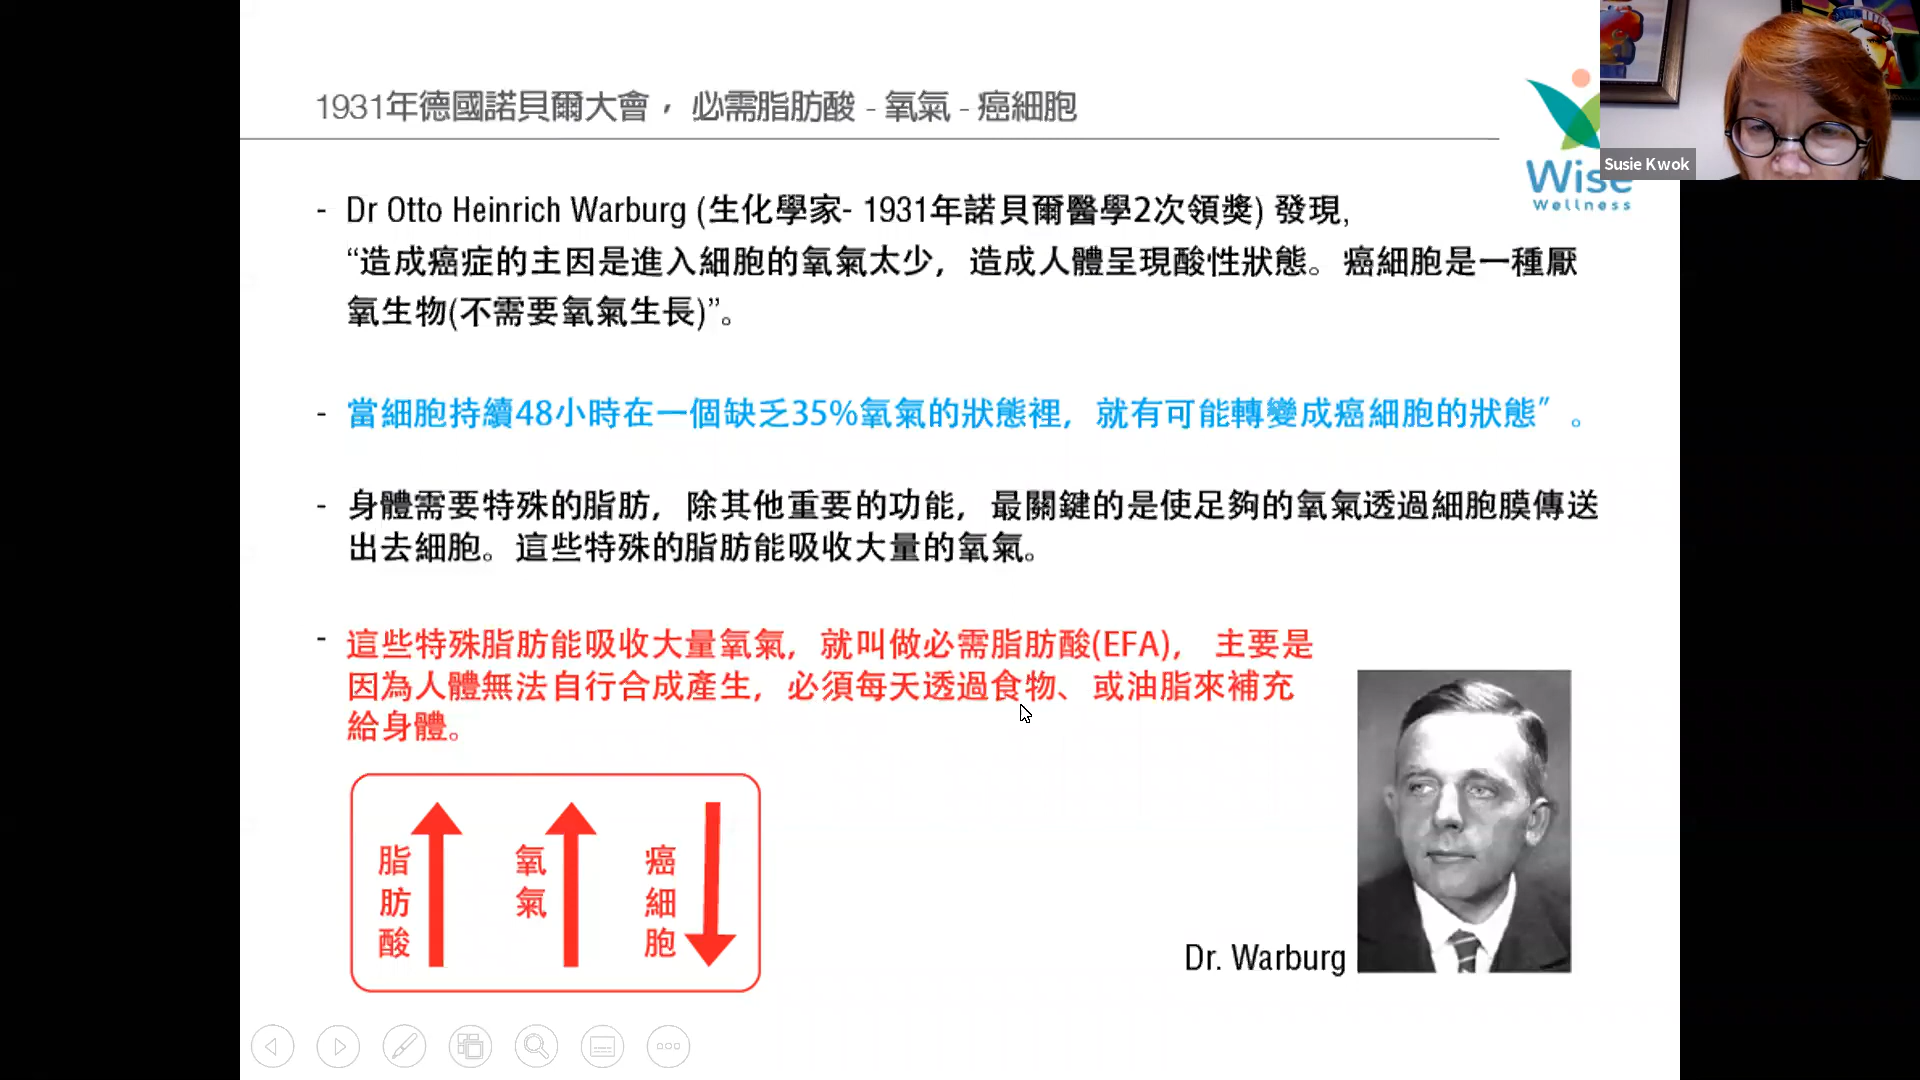 1931年德國諾貝爾大會， 必需脂肪酸 - 氧氣 - 癌細胞
Susie Kwok
Wise
Wellness
- Dr Otto Heinrich Warburg (生化學家- 1931年諾貝爾醫學2次領獎) 發現,
“造成癌症的主因是進入細胞的氧氣太少, 造成人體呈現酸性狀態。癌細胞是一種厭
氧生物(不需要氧氣生長)”。
- 當細胞持續48小時在一個缺乏35%氧氣的狀態裡, 就有可能轉變成癌細胞的狀態” 。
- 身體需要特殊的脂肪, 除其他重要的功能, 最關鍵的是使足夠的氧氣透過細胞膜傳送
出去細胞。這些特殊的脂肪能吸收大量的氧氣。
- 這些特殊脂肪能吸收大量氧氣, 就叫做必需脂肪酸(EFA), 主要是
因為人體無法自行合成產生, 必須每天透過食物、或油脂來補充
給身體。
脂肪酸
氧氣
癌細胞
Dr. Warburg